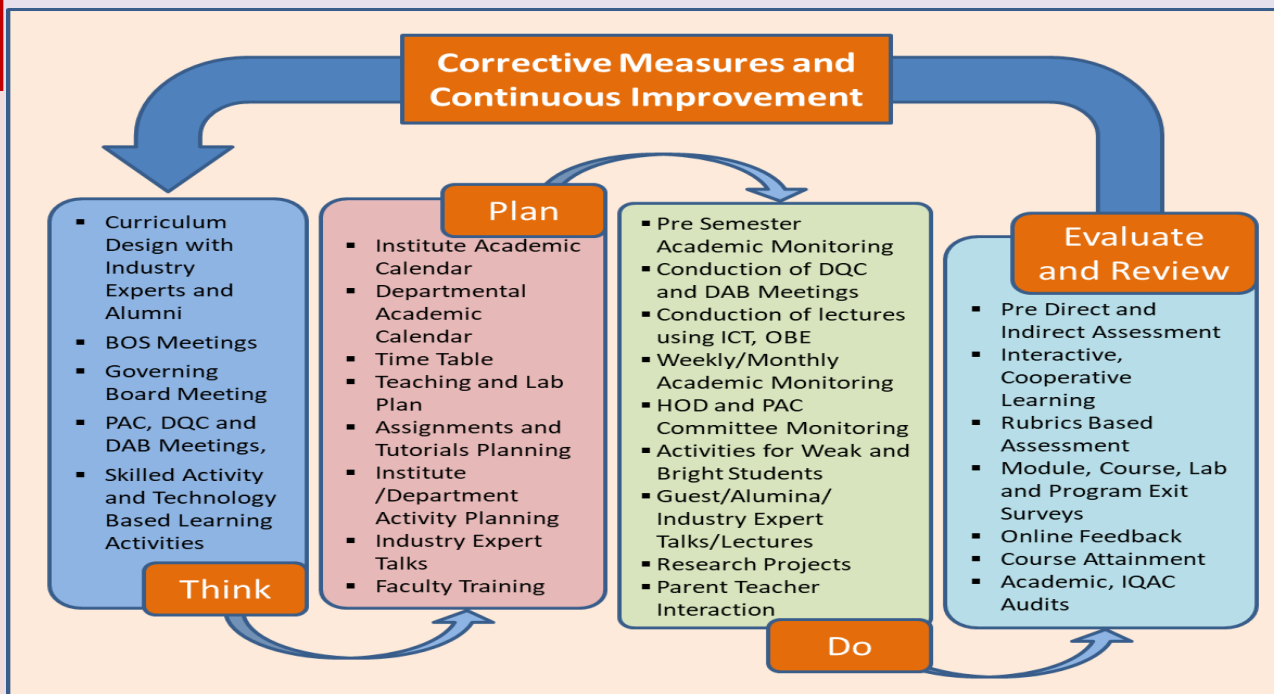 Corrective Measures and
Continuous Improvement
▪ Curriculum
Design with
Industry
Experts and
Alumni
▪ BOS Meetings
▪ Governing
Board Meeting
▪ PAC, DQC and
DAB Meetings,
▪ Skilled Activity
and Technology
Based Learning
Activities
Think
Plan
▪ Institute Academic
Calendar
▪ Departmental
Academic
Calendar
▪ Time Table
▪ Teaching and Lab
Plan
▪ Assignments and
Tutorials Planning
▪ Institute
/Department
Activity Planning
▪ Industry Expert
Talks
▪ Faculty Training
▪ Pre Semester
Academic Monitoring
▪ Conduction of DQC
and DAB Meetings
▪ Conduction of lectures
using ICT, OBE
▪ Weekly/Monthly
Academic Monitoring
▪ HOD and PAC
Committee Monitoring
▪ Activities for Weak and
Bright Students
▪ Guest/Alumina/
Industry Expert
Talks/Lectures
▪ Research Projects
▪ Parent Teacher
Interaction
Do
Evaluate
and Review
▪ Pre Direct and
Indirect Assessment
▪ Interactive,
Cooperative
Learning
▪ Rubrics Based
Assessment
▪ Module, Course, Lab
and Program Exit
Surveys
▪ Online Feedback
▪ Course Attainment
▪ Academic, IQAC
Audits